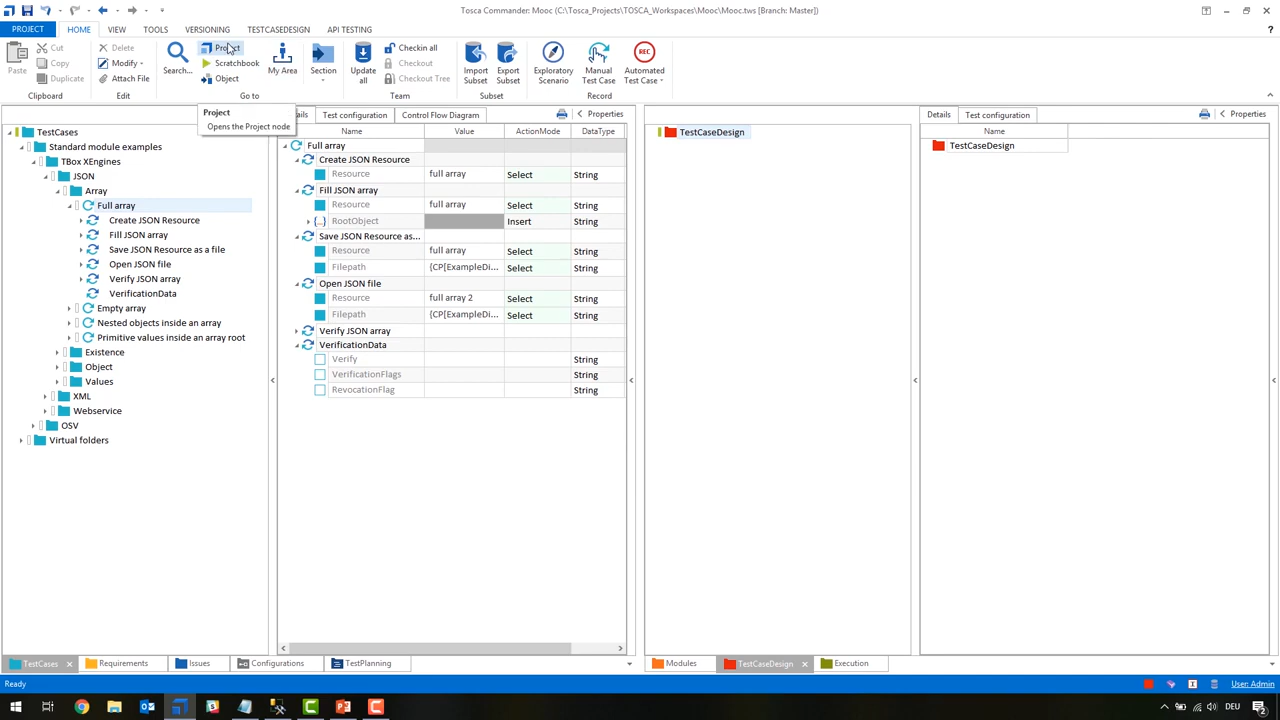 Tosca Commander: Mooc (C:\Tosca_Projects\TOSCA_Workspaces\Mooc\Mooc.tws [Branch: Master])
PROJECT HOME VIEW TOOLS VERSIONING TESTCASEDESIGN API TESTING ?
Paste Cut Copy Duplicate
Clipboard
Delete Modify Attach File
Edit
Search... Project Scratchbook Object My Area Section
Go to
Update all Checkin all Checkout Checkout Tree
Team
Import Subset Export Subset
Subset
Exploratory Scenario Manual Test Case REC Automated Test Case
Record
Project
Opens the Project node
TestCases
Standard module examples
TBox XEngines
JSON
Array
Full array
Create JSON Resource
Fill JSON array
Save JSON Resource as a file
Open JSON file
Verify JSON array
VerificationData
Empty array
Nested objects inside an array
Primitive values inside an array root
Existence
Object
Values
XML
Webservice
OSV
Virtual folders
ails Test configuration Control Flow Diagram Properties
Name Value ActionMode DataType
Full array
Create JSON Resource
Resource full array Select String
Fill JSON array
Resource full array Select String
{...} RootObject Insert String
Save JSON Resource as...
Resource full array Select String
Filepath {CP[ExampleDi... Select String
Open JSON file
Resource full array 2 Select String
Filepath {CP[ExampleDi... Select String
Verify JSON array
VerificationData
Verify String
VerificationFlags String
RevocationFlag String
TestCaseDesign
Details Test configuration Properties
Name
TestCaseDesign
TestCases Requirements Issues Configurations TestPlanning
Modules TestCaseDesign Execution
Ready User: Admin
DEU 2